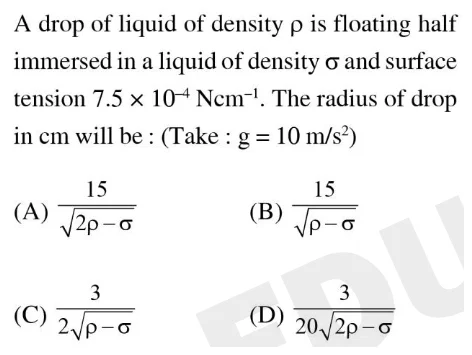 A drop of liquid of density ρ is floating half
immersed in a liquid of density σ and surface
tension 7.5 × 10⁻⁴ Ncm⁻¹. The radius of drop
in cm will be : (Take : g = 10 m/s²)
(A) 15/√(2ρ – σ) (B) 15/√(ρ – σ)
(C) 3/(2√(ρ – σ)) (D) 3/(20√(2ρ – σ))
EDU